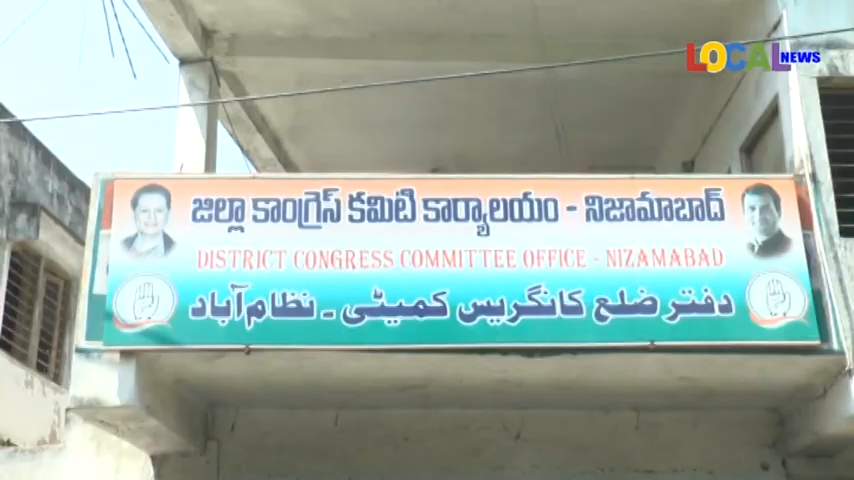 LOCAL NEWS
జిల్లా కాంగ్రెస్ కమిటి కార్యాలయం - నిజామాబాద్
DISTRICT CONGRESS COMMITTEE OFFICE - NIZAMABAD
دفتر ضلع کانگریس کمیٹی ۔ نظام آباد